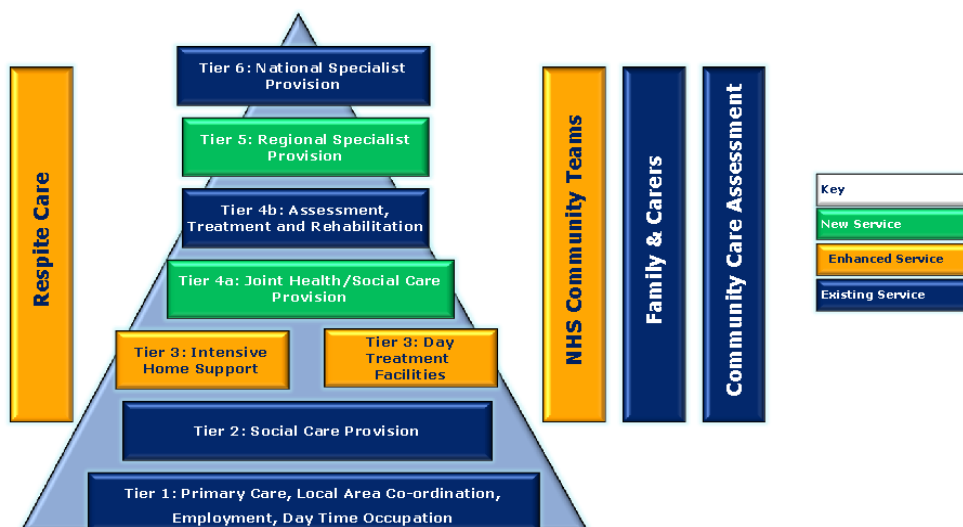 Tier 6: National Specialist
Provision
Tier 5: Regional Specialist
Provision
Tier 4b: Assessment,
Treatment and Rehabilitation
Tier 4a: Joint Health/Social Care
Provision
Tier 3: Intensive
Home Support
Tier 3: Day
Treatment
Facilities
Tier 2: Social Care Provision
Tier 1: Primary Care, Local Area Co-ordination,
Employment, Day Time Occupation
Respite Care
NHS Community Teams
Family & Carers
Community Care Assessment
Key
New Service
Enhanced Service
Existing Service